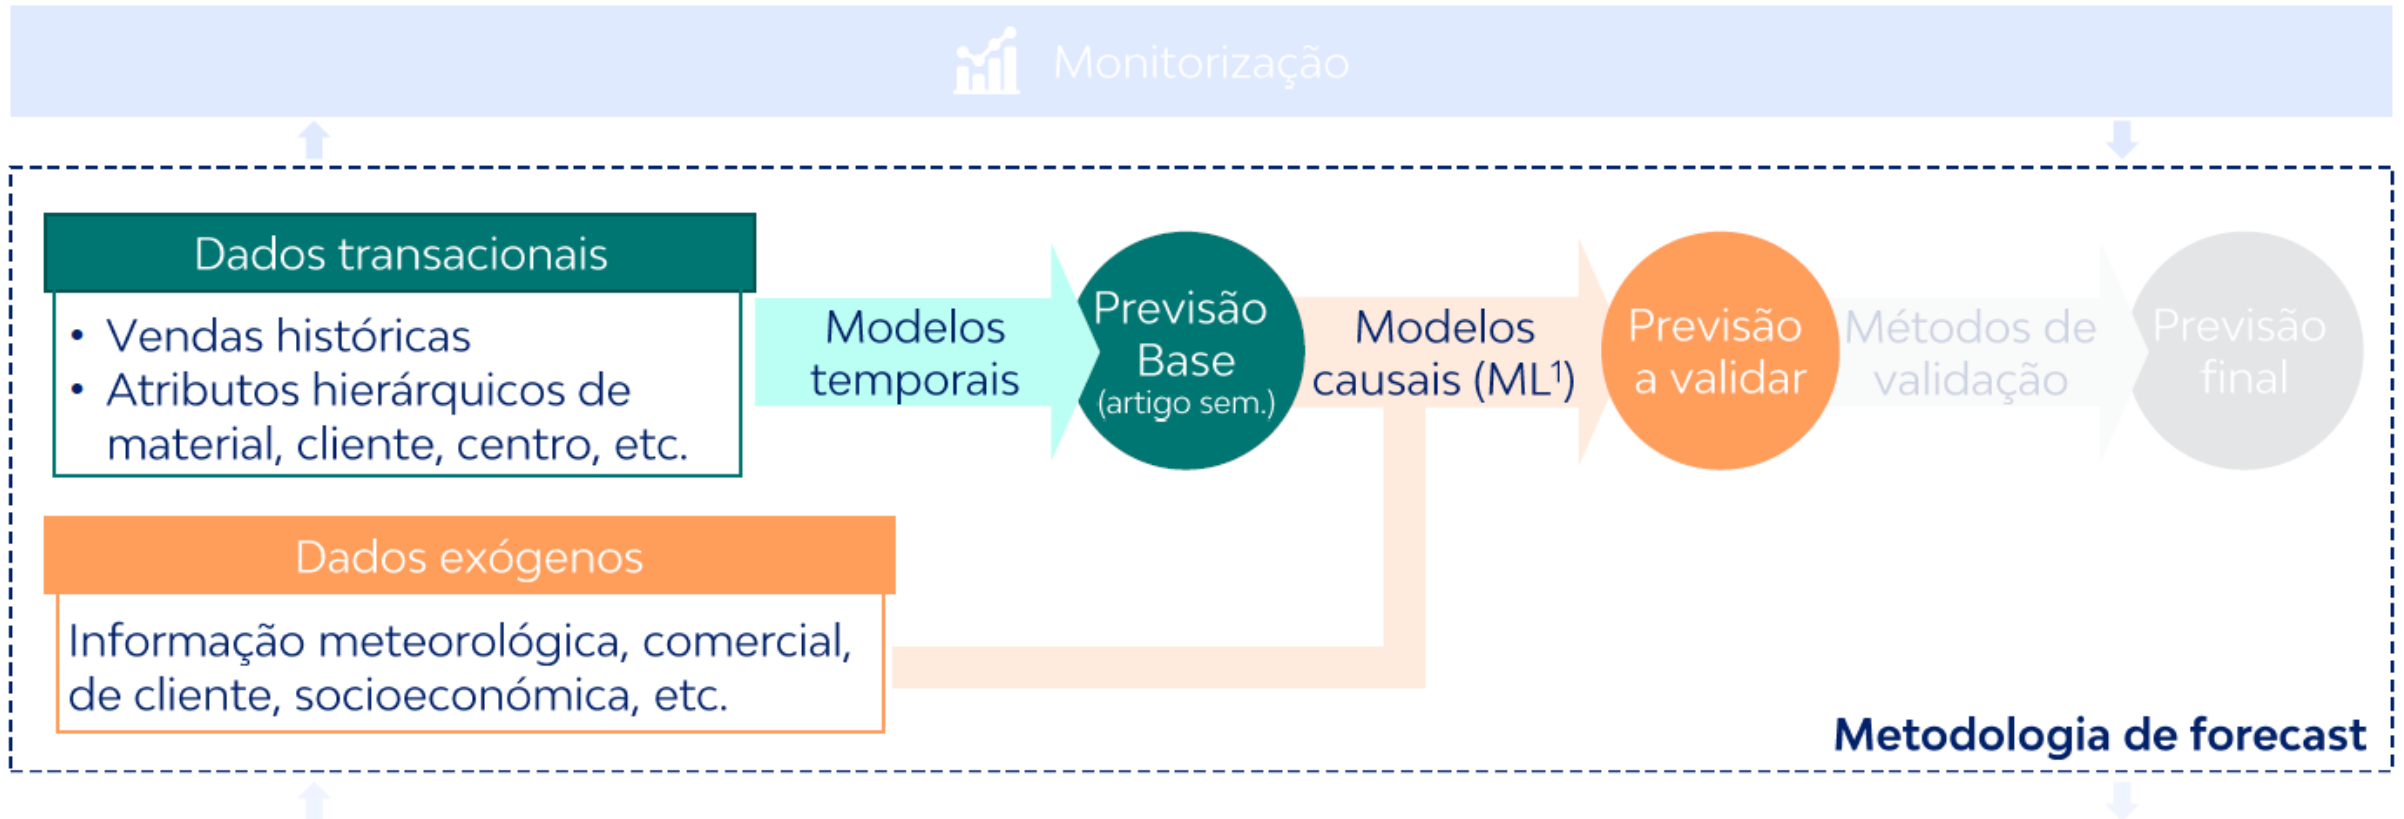 Monitorização
Dados transacionais
• Vendas históricas
• Atributos hierárquicos de
material, cliente, centro, etc.
Modelos
temporais
Previsão
Base
(artigo sem.)
Modelos
causais (ML¹)
Previsão
a validar
Métodos de
validação
Previsão
final
Dados exógenos
Informação meteorológica, comercial,
de cliente, socioeconómica, etc.
Metodologia de forecast